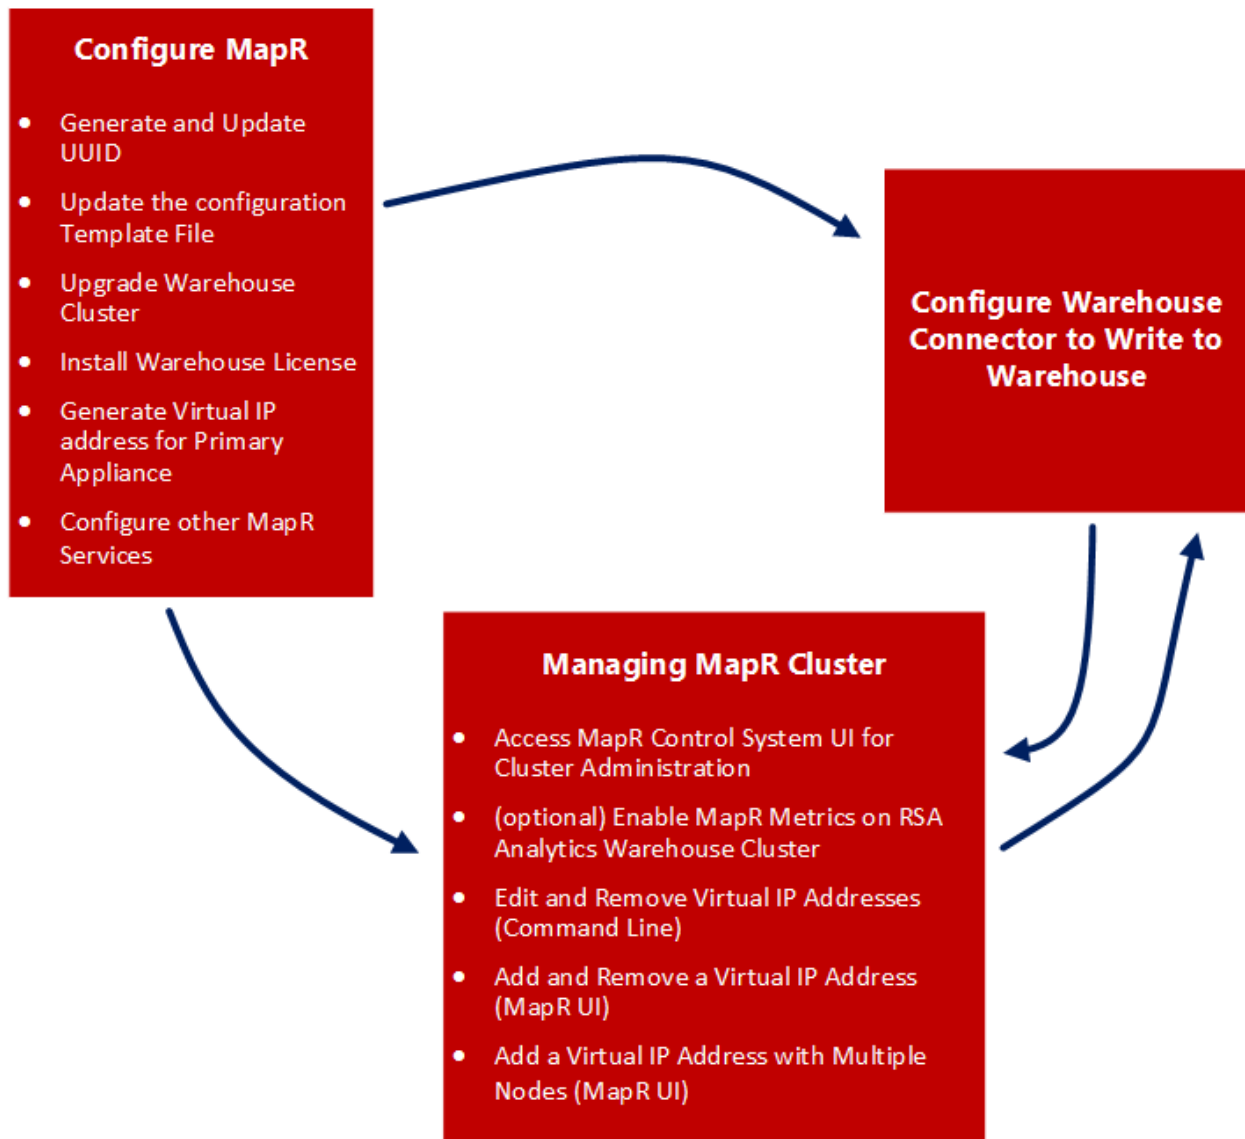 Configure MapR
• Generate and Update
UUID
• Update the configuration
Template File
• Upgrade Warehouse
Cluster
• Install Warehouse License
• Generate Virtual IP
address for Primary
Appliance
• Configure other MapR
Services
Configure Warehouse
Connector to Write to
Warehouse
Managing MapR Cluster
• Access MapR Control System UI for
Cluster Administration
• (optional) Enable MapR Metrics on RSA
Analytics Warehouse Cluster
• Edit and Remove Virtual IP Addresses
(Command Line)
• Add and Remove a Virtual IP Address
(MapR UI)
• Add a Virtual IP Address with Multiple
Nodes (MapR UI)